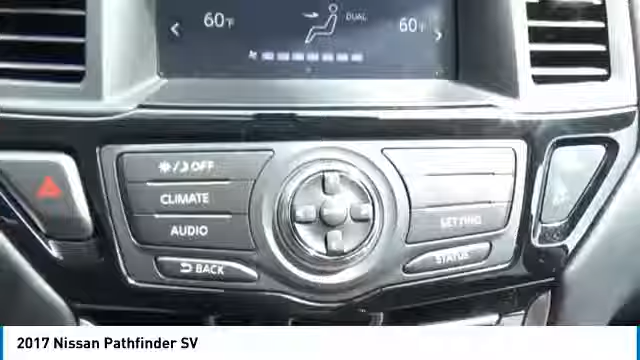 60°F DUAL 60°F
☀/☽ OFF
CLIMATE
AUDIO
BACK
SETTING
STATUS
2017 Nissan Pathfinder SV